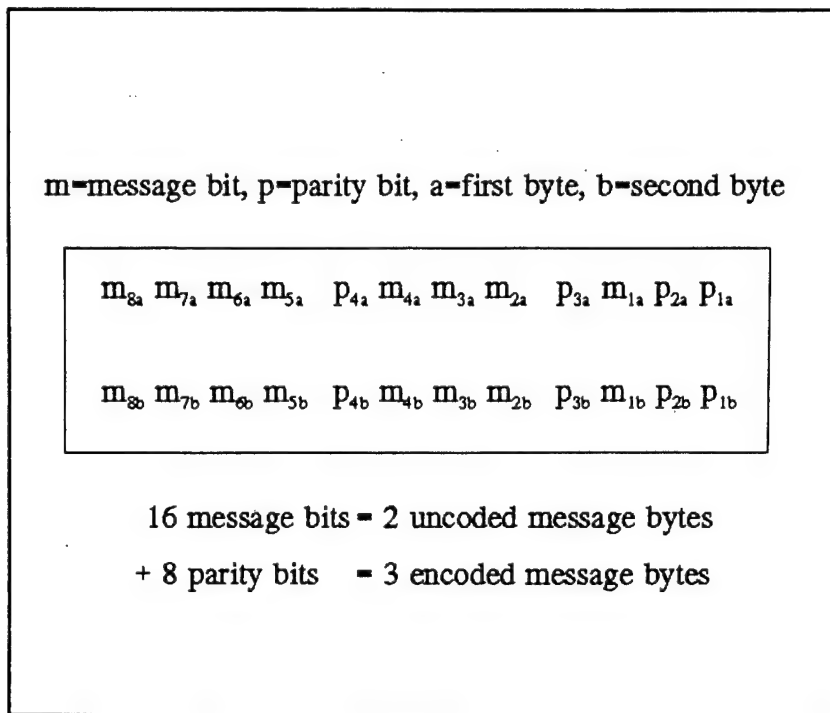 m=message bit, p=parity bit, a=first byte, b=second byte
m8a m7a m6a m5a p4a m4a m3a m2a p3a m1a p2a p1a
m8b m7b m6b m5b p4b m4b m3b m2b p3b m1b p2b p1b
16 message bits = 2 uncoded message bytes
+ 8 parity bits = 3 encoded message bytes